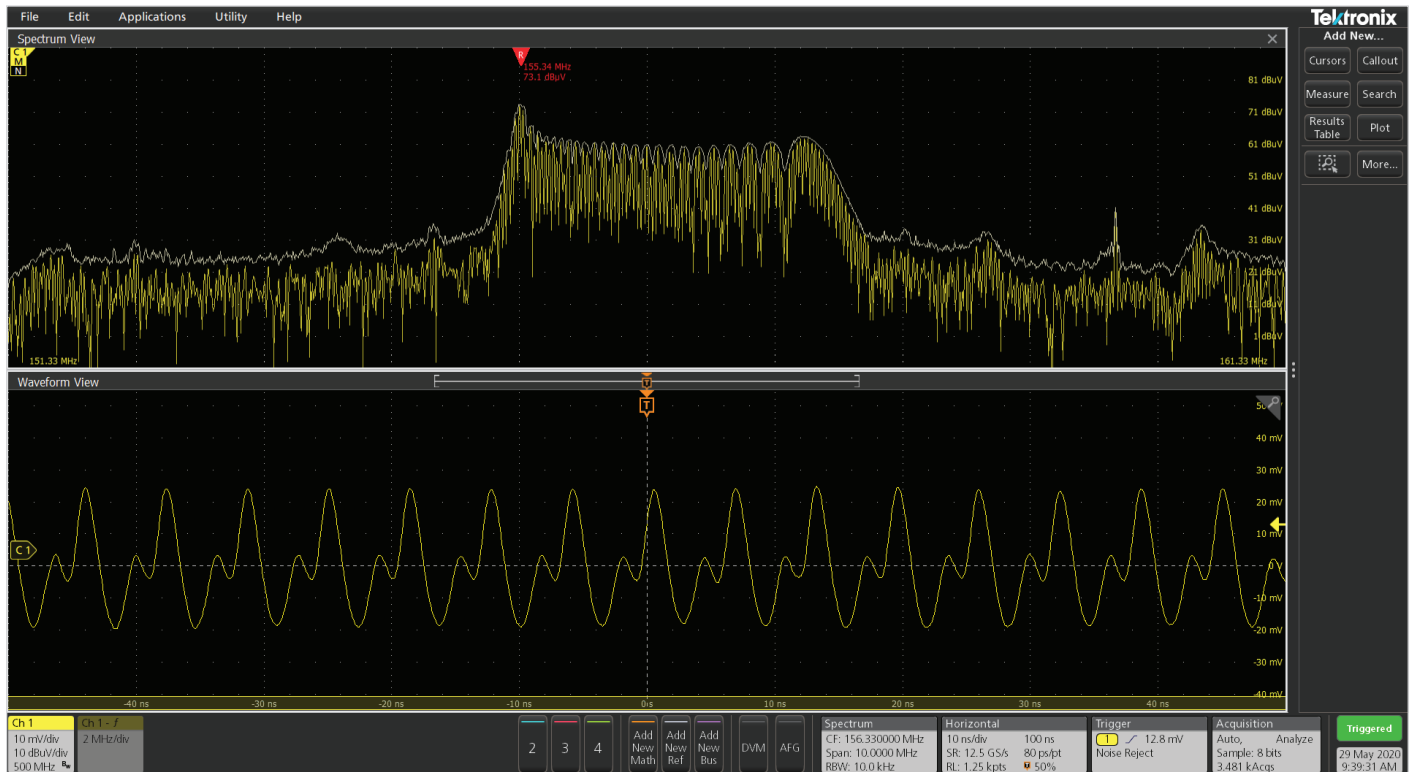 File Edit Applications Utility Help
Tektronix
Spectrum View
Add New...
C 1
M
N
R
155.34 MHz
73.1 dBµV
81 dBuV
71 dBuV
61 dBuV
51 dBuV
41 dBuV
31 dBuV
21 dBuV
11 dBuV
1 dBuV
151.33 MHz
161.33 MHz
Cursors Callout
Measure Search
Results
Table
Plot
More...
Waveform View
T
T
40 mV
30 mV
20 mV
10 mV
0 V
-10 mV
-20 mV
-30 mV
-40 mV
C 1
-40 ns -30 ns -20 ns -10 ns 0 s 10 ns 20 ns 30 ns 40 ns
Ch 1
10 mV/div
10 dBuV/div
500 MHz Bw
Ch 1 - f
2 MHz/div
2 3 4
Add
New
Math
Add
New
Ref
Add
New
Bus
DVM AFG
Spectrum
CF: 156.330000 MHz
Span: 10.0000 MHz
RBW: 10.0 kHz
Horizontal
10 ns/div 100 ns
SR: 12.5 GS/s 80 ps/pt
RL: 1.25 kpts 50%
Trigger
1 12.8 mV
Noise Reject
Acquisition
Auto, Analyze
Sample: 8 bits
3.481 kAcqs
Triggered
29 May 2020
9:39:31 AM